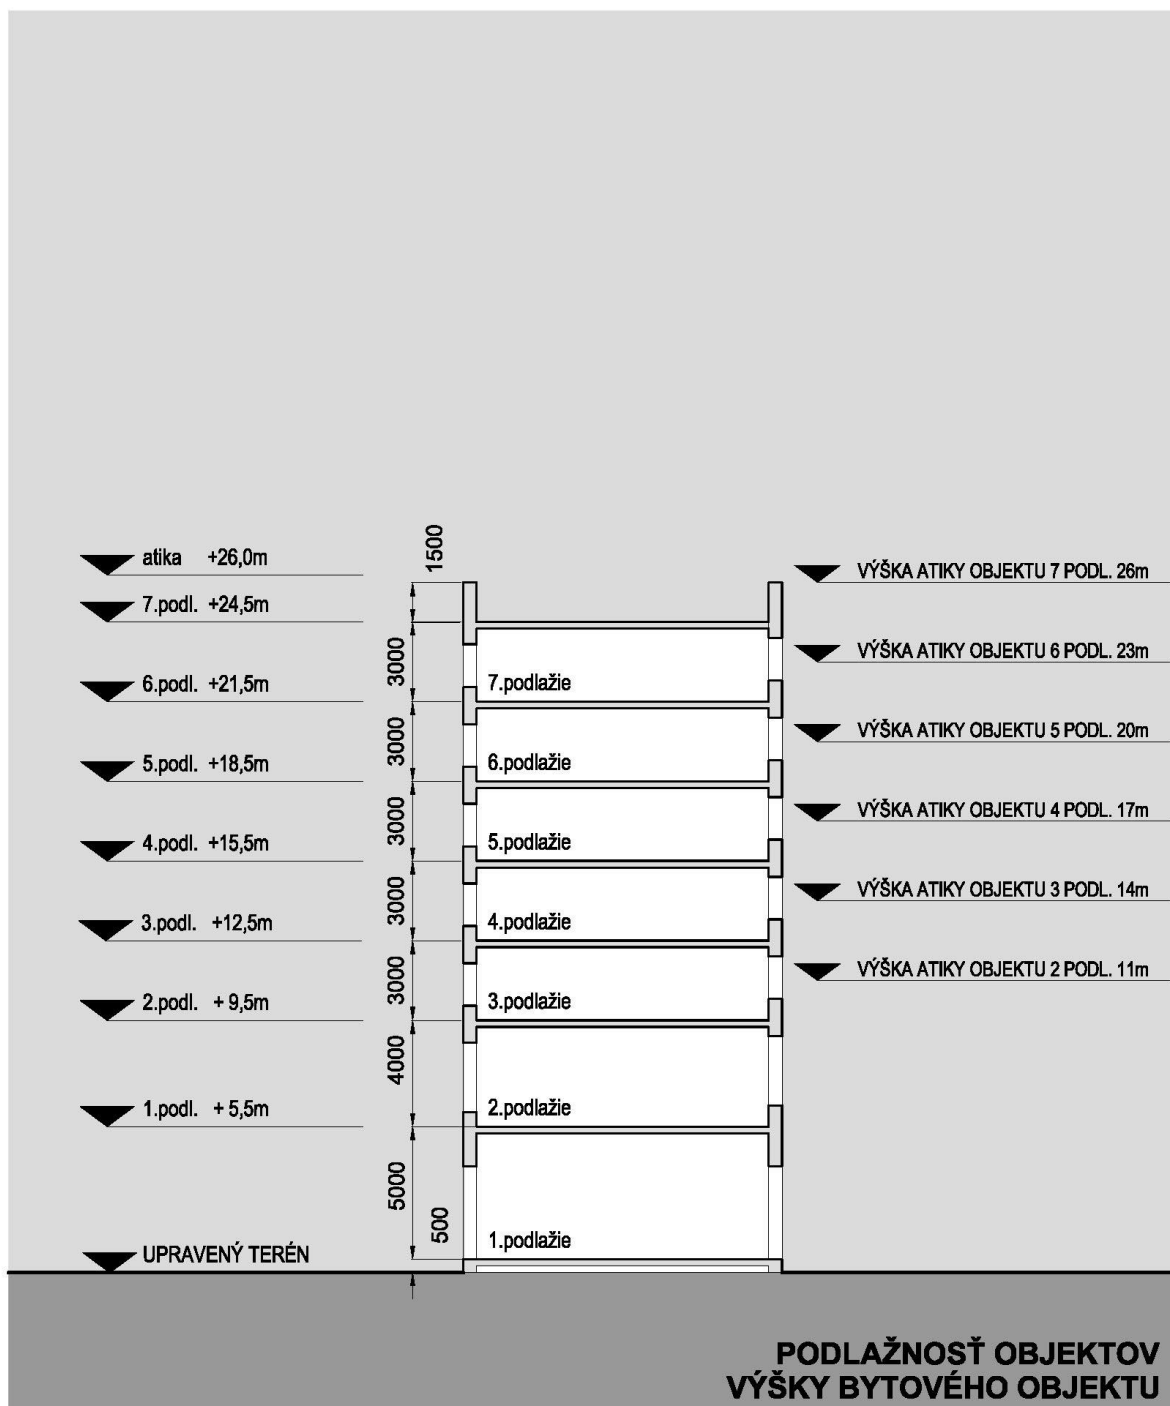 1500
atika +26,0m
VÝŠKA ATIKY OBJEKTU 7 PODL. 26m
7.podl. +24,5m
3000
7.podlažie
VÝŠKA ATIKY OBJEKTU 6 PODL. 23m
6.podl. +21,5m
3000
6.podlažie
VÝŠKA ATIKY OBJEKTU 5 PODL. 20m
5.podl. +18,5m
3000
5.podlažie
VÝŠKA ATIKY OBJEKTU 4 PODL. 17m
4.podl. +15,5m
3000
4.podlažie
VÝŠKA ATIKY OBJEKTU 3 PODL. 14m
3.podl. +12,5m
3000
3.podlažie
VÝŠKA ATIKY OBJEKTU 2 PODL. 11m
2.podl. + 9,5m
4000
2.podlažie
1.podl. + 5,5m
5000
500
1.podlažie
UPRAVENÝ TERÉN
PODLAŽNOSŤ OBJEKTOV
VÝŠKY BYTOVÉHO OBJEKTU